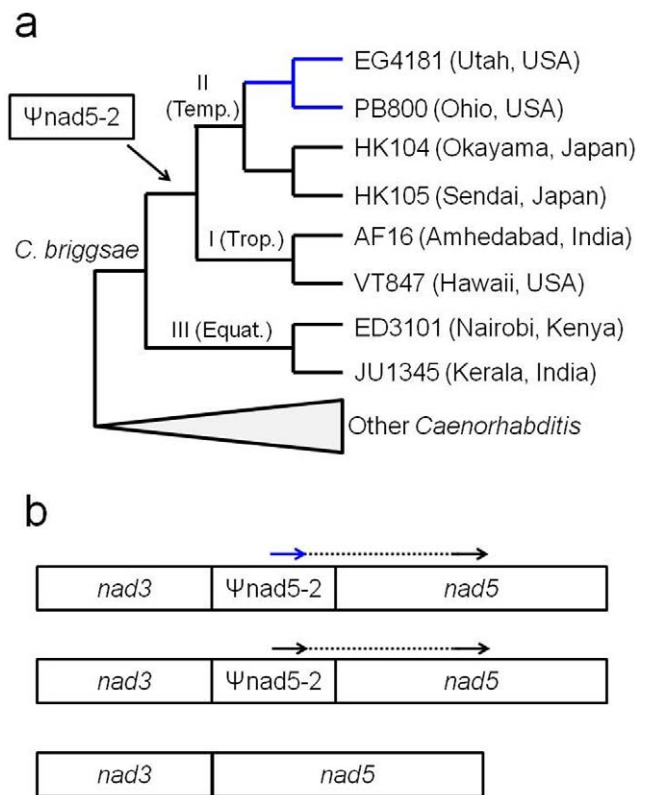 a
EG4181 (Utah, USA)
II
(Temp.)
PB800 (Ohio, USA)
Ψnad5-2
HK104 (Okayama, Japan)
HK105 (Sendai, Japan)
I (Trop.)
AF16 (Amhedabad, India)
C. briggsae
VT847 (Hawaii, USA)
III (Equat.)
ED3101 (Nairobi, Kenya)
JU1345 (Kerala, India)
Other Caenorhabditis
b
nad3 Ψnad5-2 nad5
nad3 Ψnad5-2 nad5
nad3 nad5